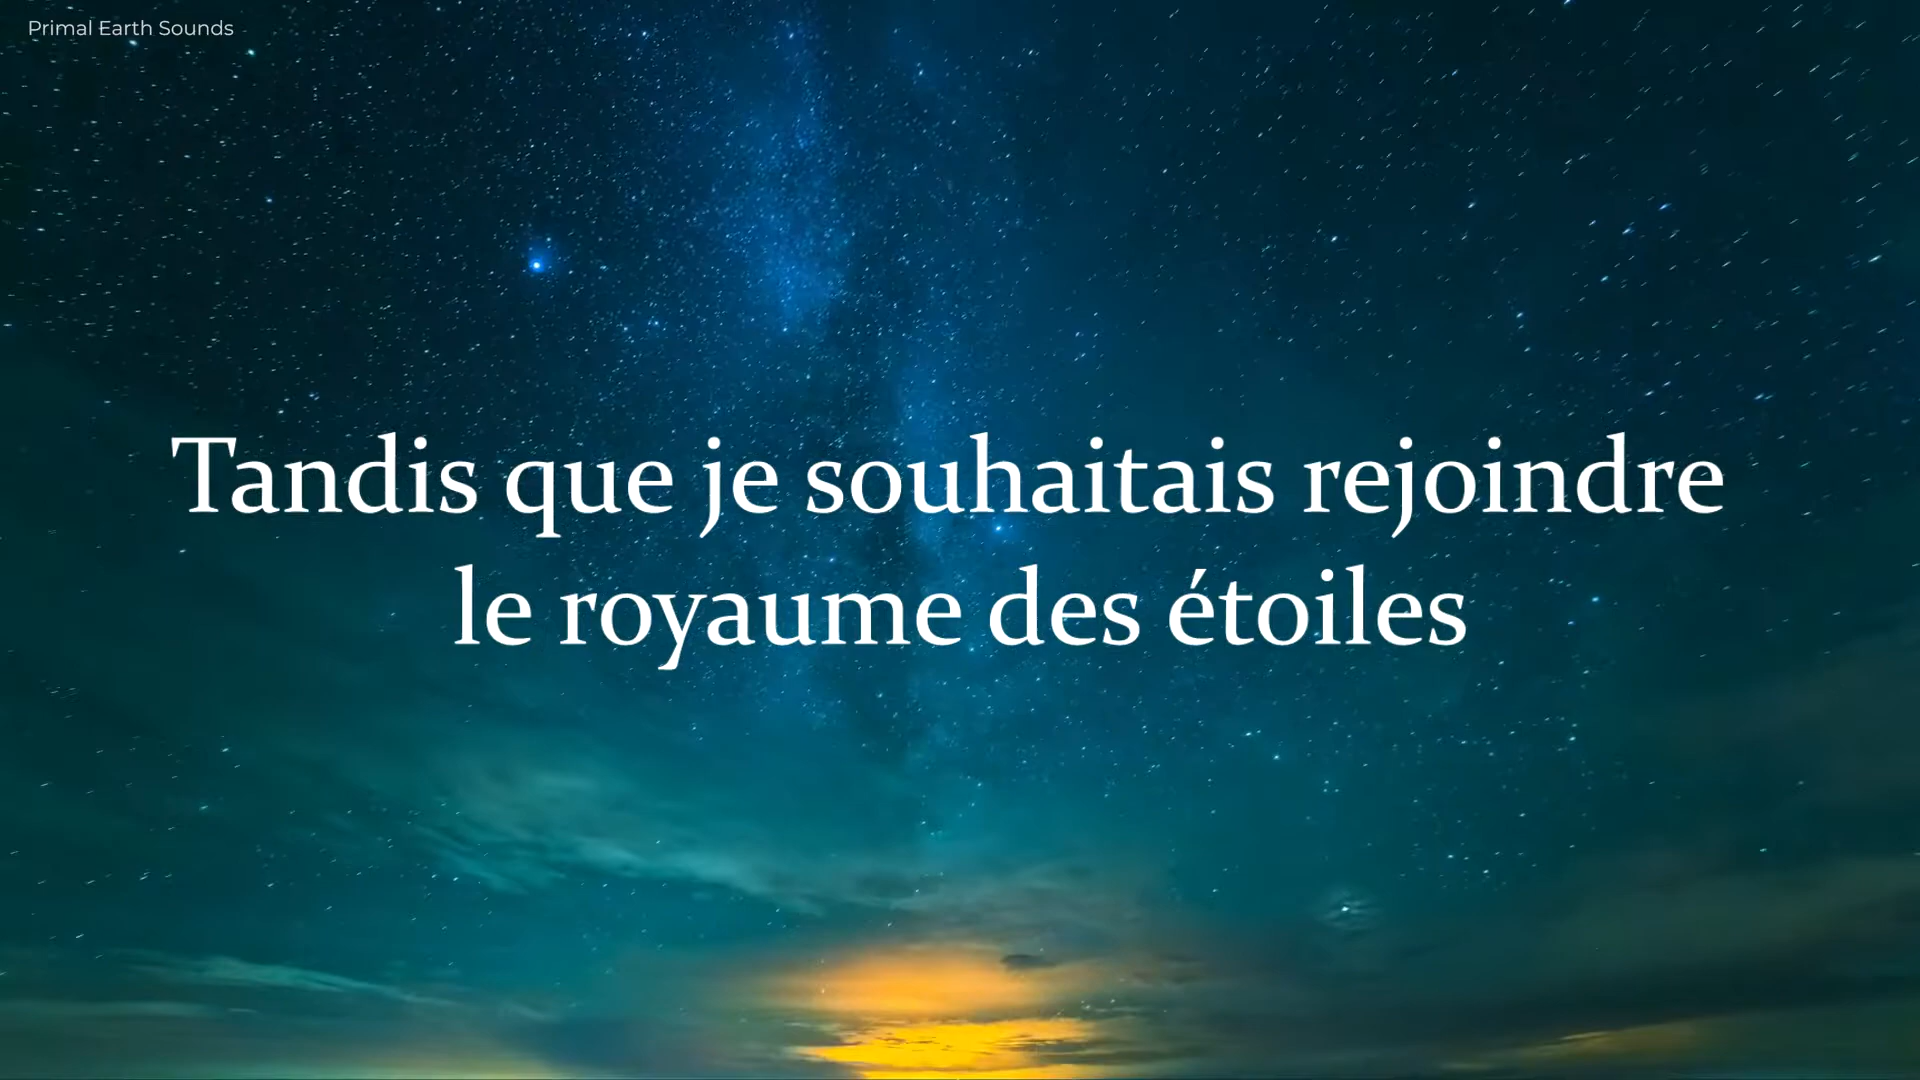 Primal Earth Sounds
Tandis que je souhaitais rejoindre
le royaume des étoiles